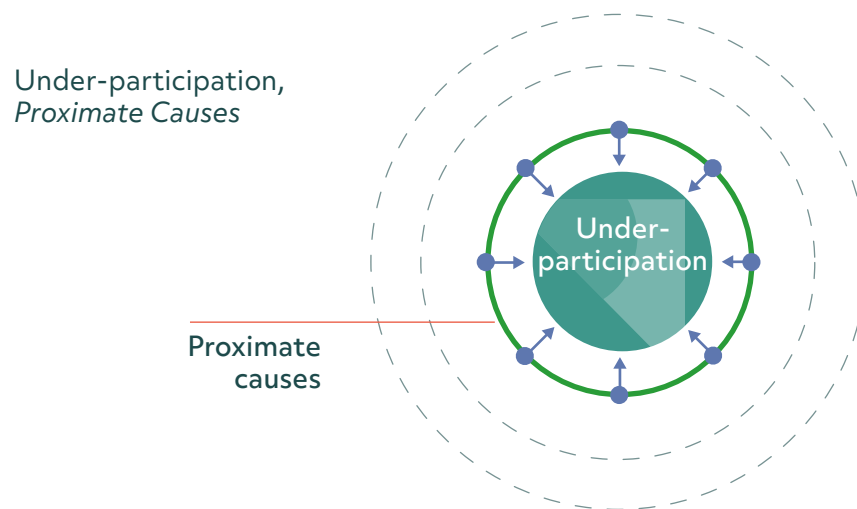 Under-participation,
Proximate Causes
Under-
participation
Proximate
causes